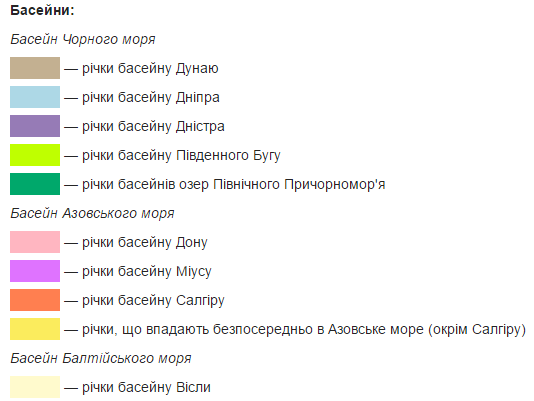 Басейни:
Басейн Чорного моря
— річки басейну Дунаю
— річки басейну Дніпра
— річки басейну Дністра
— річки басейну Південного Бугу
— річки басейнів озер Північного Причорномор'я
Басейн Азовського моря
— річки басейну Дону
— річки басейну Міусу
— річки басейну Салгіру
— річки, що впадають безпосередньо в Азовське море (окрім Салгіру)
Басейн Балтійського моря
— річки басейну Вісли